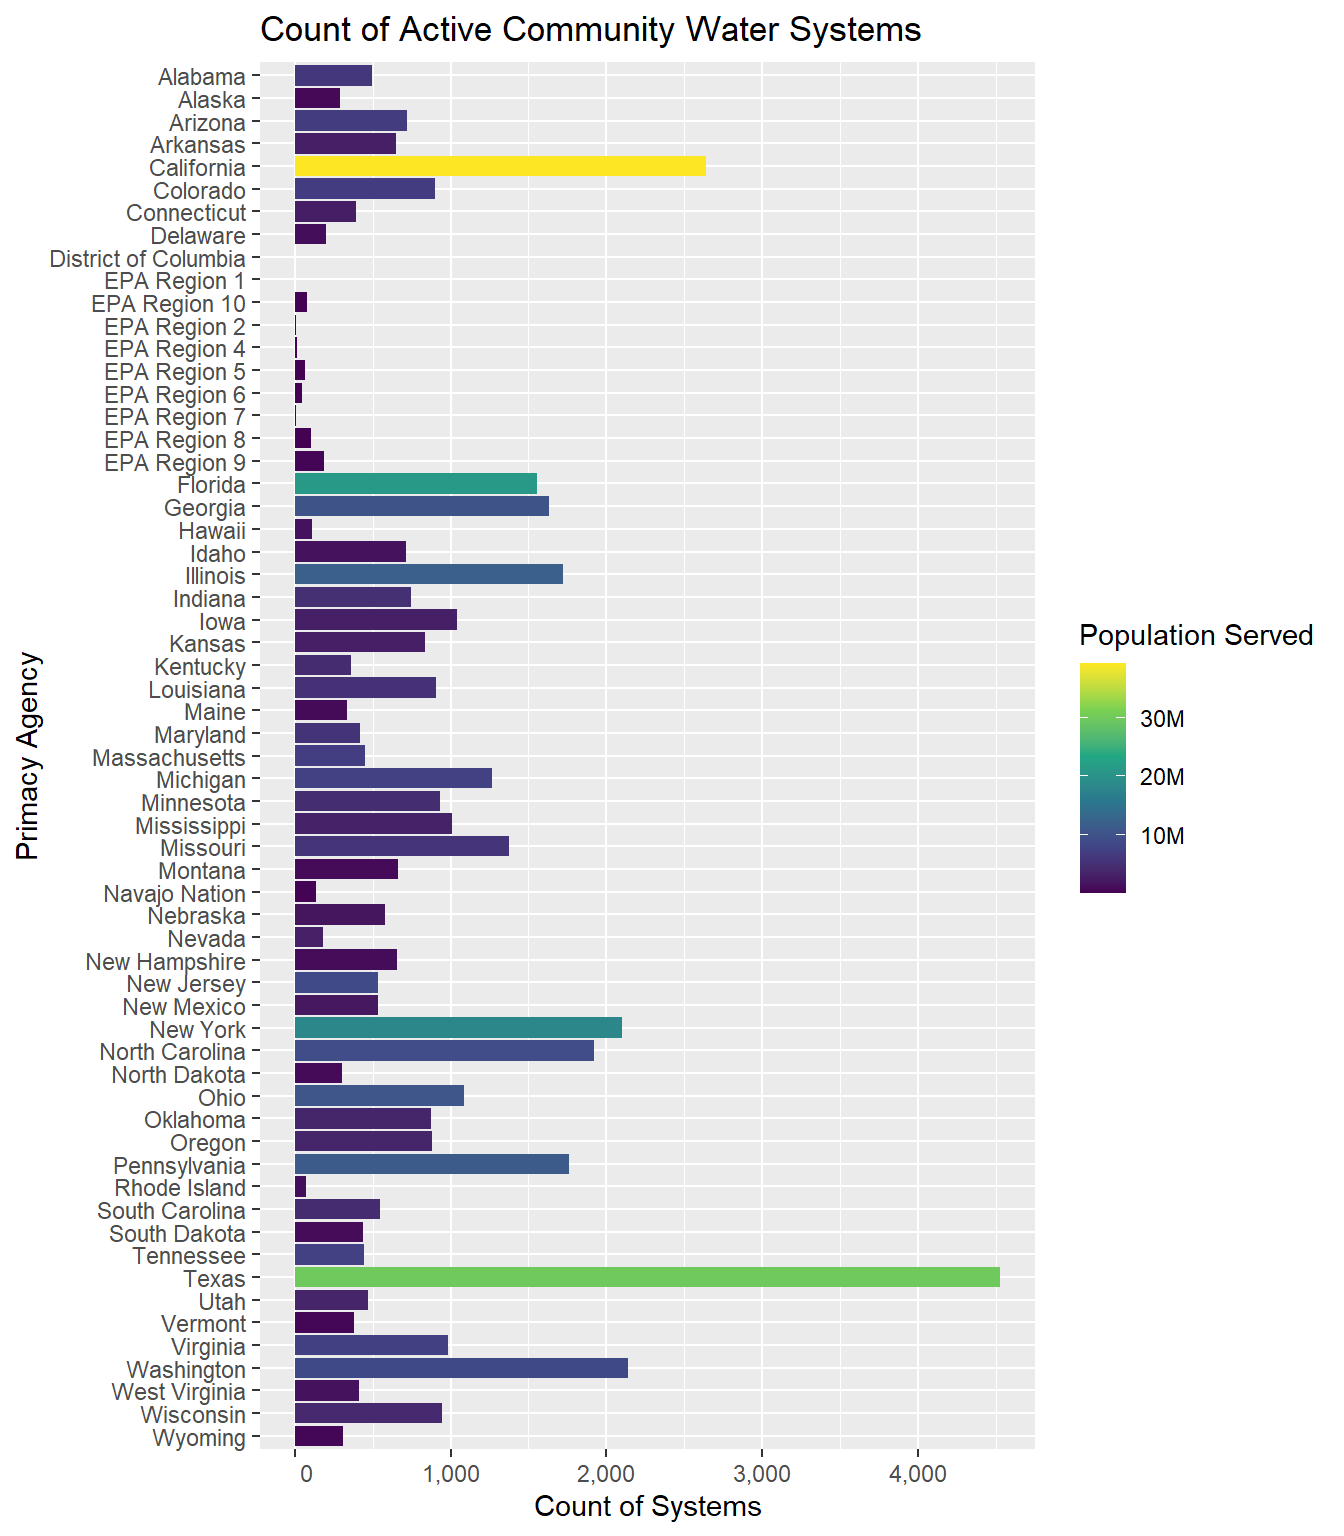 Count of Active Community Water Systems
Alabama
Alaska
Arizona
Arkansas
California
Colorado
Connecticut
Delaware
District of Columbia
EPA Region 1
EPA Region 10
EPA Region 2
EPA Region 4
EPA Region 5
EPA Region 6
EPA Region 7
EPA Region 8
EPA Region 9
Florida
Georgia
Hawaii
Idaho
Illinois
Indiana
Iowa
Kansas
Kentucky
Louisiana
Maine
Maryland
Massachusetts
Michigan
Minnesota
Mississippi
Missouri
Montana
Navajo Nation
Nebraska
Nevada
New Hampshire
New Jersey
New Mexico
New York
North Carolina
North Dakota
Ohio
Oklahoma
Oregon
Pennsylvania
Rhode Island
South Carolina
South Dakota
Tennessee
Texas
Utah
Vermont
Virginia
Washington
West Virginia
Wisconsin
Wyoming
Primacy Agency
0 1,000 2,000 3,000 4,000
Count of Systems
Population Served
30M
20M
10M